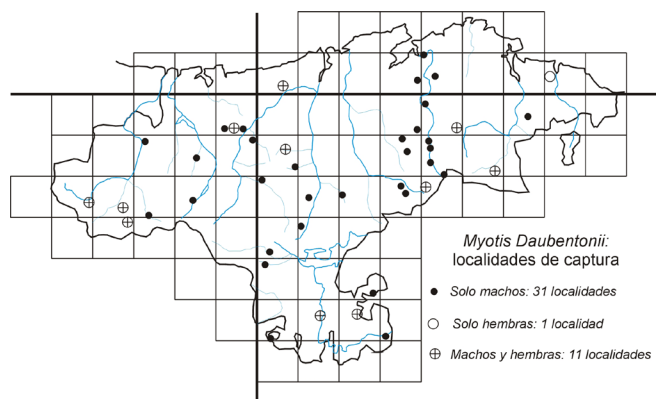 Myotis Daubentonii:
localidades de captura
Solo machos: 31 localidades
Solo hembras: 1 localidad
Machos y hembras: 11 localidades